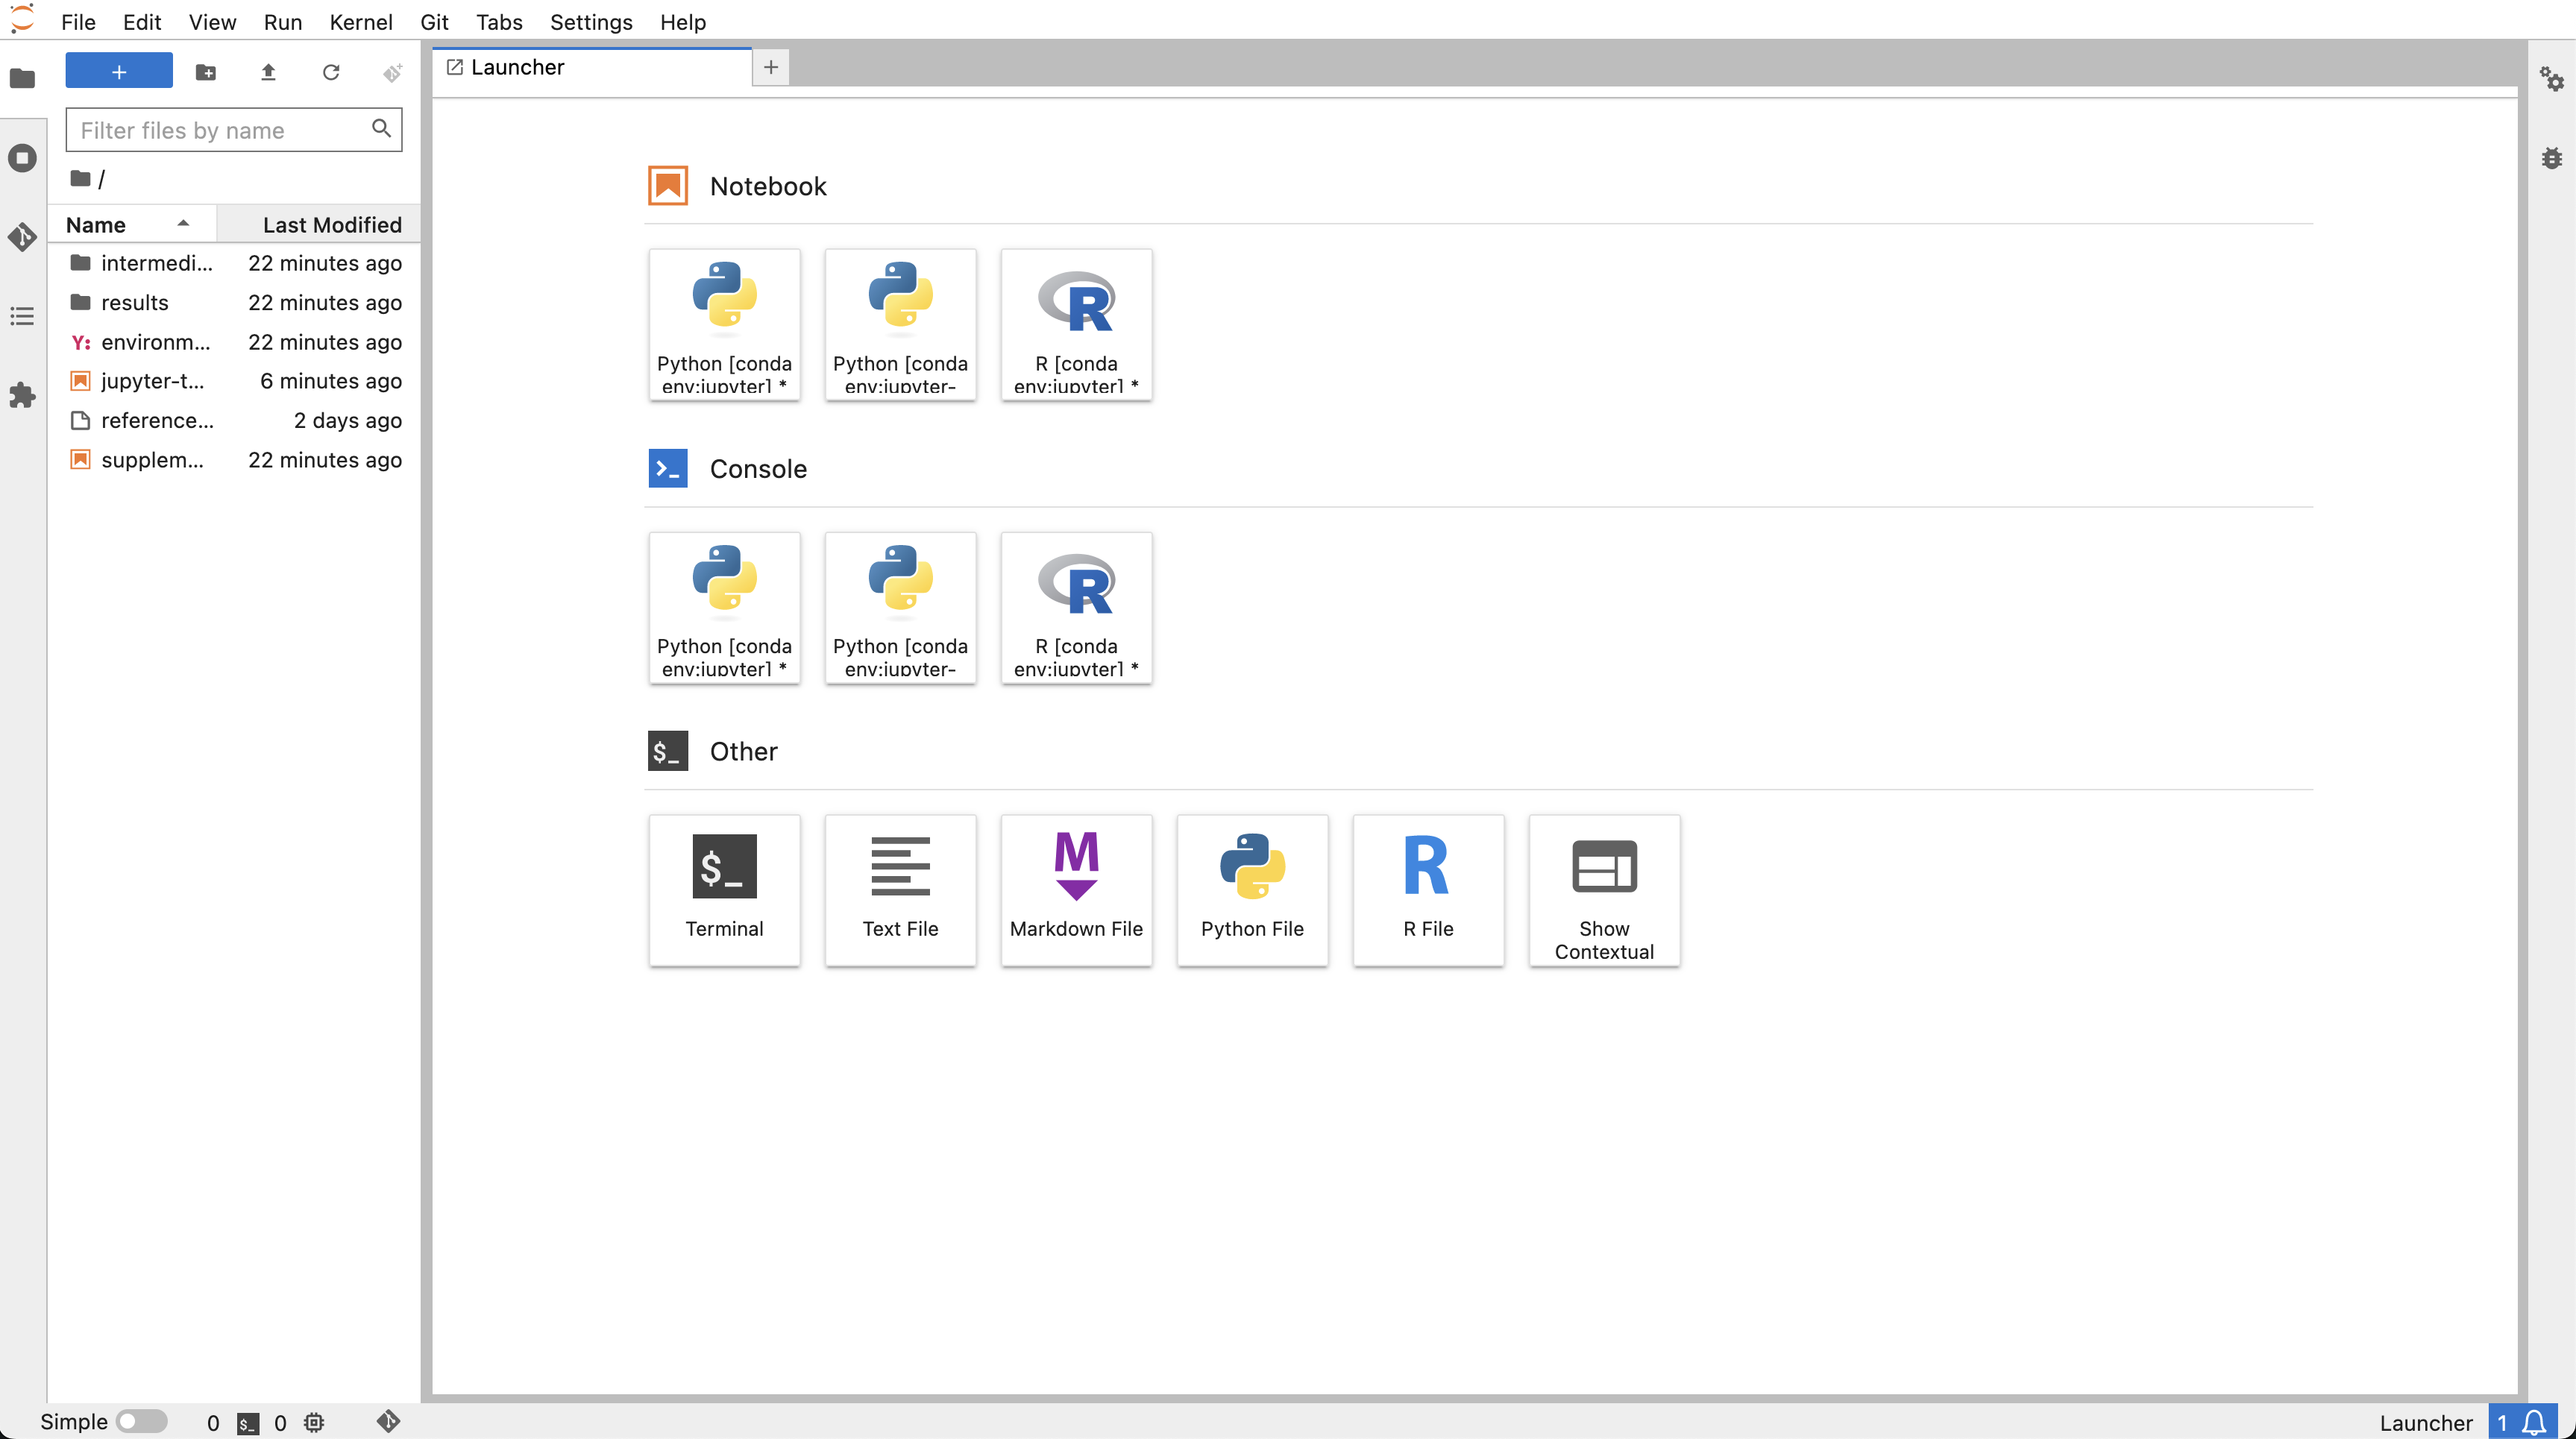 File Edit View Run Kernel Git Tabs Settings Help
+
Launcher
+
Filter files by name
/
Name Last Modified
intermedi... 22 minutes ago
results 22 minutes ago
Y: environm... 22 minutes ago
jupyter-t... 6 minutes ago
reference... 2 days ago
supplem... 22 minutes ago
Notebook
Python [conda
env:jupyter] *
Python [conda
env:jupyter-
R [conda
env:jupyter] *
Console
Python [conda
env:jupyter] *
Python [conda
env:jupyter-
R [conda
env:jupyter] *
$_ Other
$_
Terminal
Text File
M
Markdown File
Python File
R
R File
Show
Contextual
Simple 0 $_ 0
Launcher 1